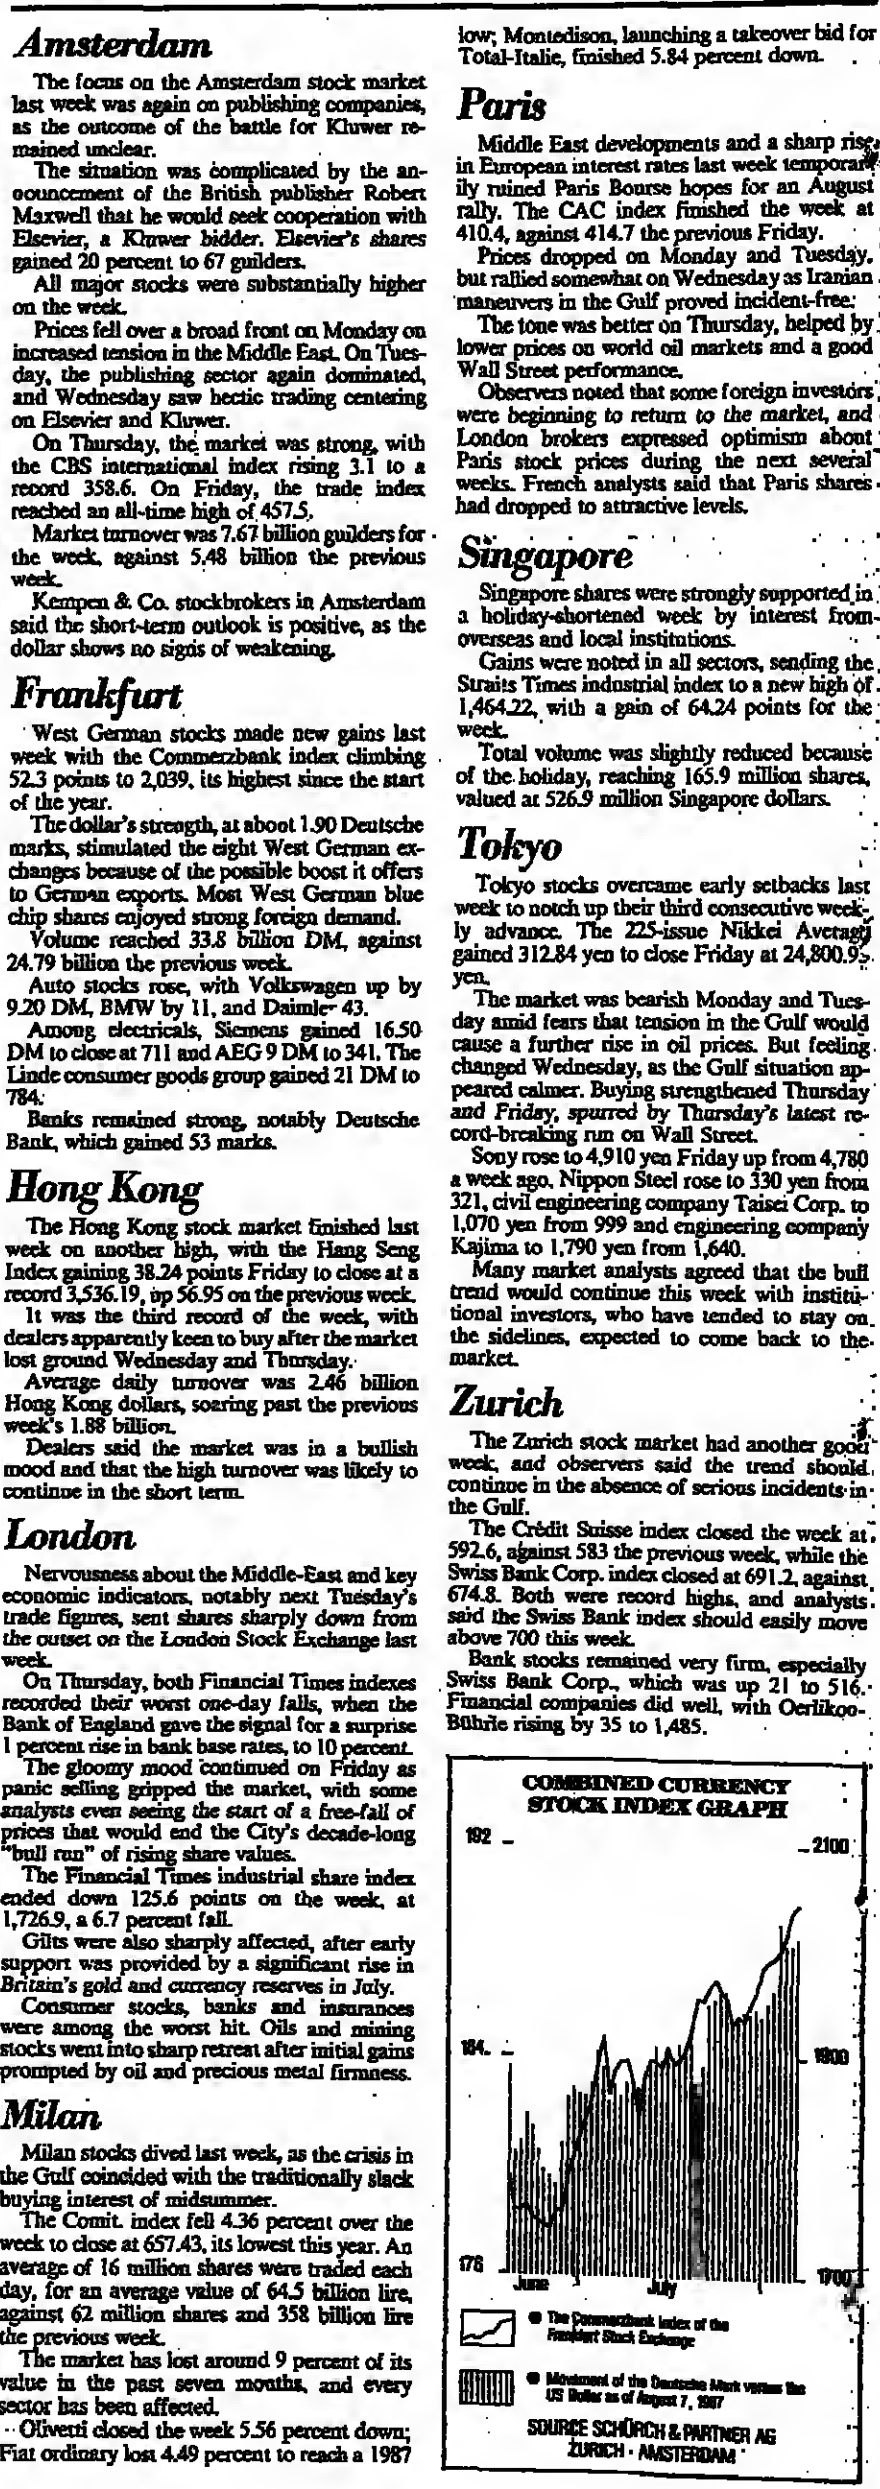 Amsterdam
The focus on the Amsterdam stock market
last week was again on publishing companies,
as the outcome of the battle for Kluwer re-
mained unclear.
The situation was complicated by the an-
nouncement of the British publisher Robert
Maxwell that he would seek cooperation with
Elsevier, a Kluwer bidder. Elsevier's shares
gained 20 percent to 67 guilders.
All major stocks were substantially higher
on the week.
Prices fell over a broad front on Monday on
increased tension in the Middle East. On Tues-
day, the publishing sector again dominated,
and Wednesday saw hectic trading centering
on Elsevier and Kluwer.
On Thursday, the market was strong, with
the CBS international index rising 3.1 to a
record 358.6. On Friday, the trade index
reached an all-time high of 457.5.
Market turnover was 7.67 billion guilders for
the week, against 5.48 billion the previous
week.
Kempen & Co. stockbrokers in Amsterdam
said the short-term outlook is positive, as the
dollar shows no signs of weakening.
Frankfurt
West German stocks made new gains last
week with the Commerzbank index climbing
52.3 points to 2,039, its highest since the start
of the year.
The dollar's strength, at about 1.90 Deutsche
marks, stimulated the eight West German ex-
changes because of the possible boost it offers
to German exports. Most West German blue
chip shares enjoyed strong foreign demand.
Volume reached 33.8 billion DM, against
24.79 billion the previous week.
Auto stocks rose, with Volkswagen up by
9.20 DM, BMW by 11, and Daimler 43.
Among electricals, Siemens gained 16.50
DM to close at 711 and AEG 9 DM to 341. The
Linde consumer goods group gained 21 DM to
784.
Banks remained strong, notably Deutsche
Bank, which gained 53 marks.
Hong Kong
The Hong Kong stock market finished last
week on another high, with the Hang Seng
Index gaining 38.24 points Friday to close at a
record 3,536.19, up 56.95 on the previous week.
It was the third record of the week, with
dealers apparently keen to buy after the market
lost ground Wednesday and Thursday.
Average daily turnover was 2.46 billion
Hong Kong dollars, soaring past the previous
week's 1.88 billion.
Dealers said the market was in a bullish
mood and that the high turnover was likely to
continue in the short term.
London
Nervousness about the Middle-East and key
economic indicators, notably next Tuesday's
trade figures, sent shares sharply down from
the outset on the London Stock Exchange last
week.
On Thursday, both Financial Times indexes
recorded their worst one-day falls, when the
Bank of England gave the signal for a surprise
1 percent rise in bank base rates, to 10 percent.
The gloomy mood continued on Friday as
panic selling gripped the market, with some
analysts even seeing the start of a free-fall of
prices that would end the City's decade-long
"bull run" of rising share values.
The Financial Times industrial share index
ended down 125.6 points on the week, at
1,726.9, a 6.7 percent fall.
Gilts were also sharply affected, after early
support was provided by a significant rise in
Britain's gold and currency reserves in July.
Consumer stocks, banks and insurances
were among the worst hit. Oils and mining
stocks went into sharp retreat after initial gains
prompted by oil and precious metal firmness.
Milan
Milan stocks dived last week, as the crisis in
the Gulf coincided with the traditionally slack
buying interest of midsummer.
The Comit. index fell 4.36 percent over the
week to close at 657.43, its lowest this year. An
average of 16 million shares were traded each
day, for an average value of 64.5 billion lire,
against 62 million shares and 358 billion lire
the previous week.
The market has lost around 9 percent of its
value in the past seven months, and every
sector has been affected.
Olivetti closed the week 5.56 percent down;
Fiat ordinary lost 4.49 percent to reach a 1987
low; Montedison, launching a takeover bid for
Total-Italie, finished 5.84 percent down.
Paris
Middle East developments and a sharp rise
in European interest rates last week temporar-
ily ruined Paris Bourse hopes for an August
rally. The CAC index finished the week at
410.4, against 414.7 the previous Friday.
Prices dropped on Monday and Tuesday,
but rallied somewhat on Wednesday as Iranian
maneuvers in the Gulf proved incident-free.
The tone was better on Thursday, helped by
lower prices on world oil markets and a good
Wall Street performance.
Observers noted that some foreign investors
were beginning to return to the market, and
London brokers expressed optimism about
Paris stock prices during the next several
weeks. French analysts said that Paris shares
had dropped to attractive levels.
Singapore
Singapore shares were strongly supported in
a holiday-shortened week by interest from
overseas and local institutions.
Gains were noted in all sectors, sending the
Straits Times industrial index to a new high of
1,464.22, with a gain of 64.24 points for the
week.
Total volume was slightly reduced because
of the holiday, reaching 165.9 million shares,
valued at 526.9 million Singapore dollars.
Tokyo
Tokyo stocks overcame early setbacks last
week to notch up their third consecutive week-
ly advance. The 225-issue Nikkei Average
gained 312.84 yen to close Friday at
yen.
The market was bearish Monday and Tues-
day amid fears that tension in the Gulf would
cause a further rise in oil prices. But feeling
changed Wednesday, as the Gulf situation ap-
peared calmer. Buying strengthened Thursday
and Friday, spurred by Thursday's latest re-
cord-breaking run on Wall Street.
Sony rose to 4,910 yen Friday up from 4,780
a week ago, Nippon Steel rose to 330 yen from
321, civil engineering company Taisei Corp. to
1,070 yen from 999 and engineering company
Kajima to 1,790 yen from 1,640.
Many market analysts agreed that the bull
trend would continue this week with institu-
tional investors, who have tended to stay on
the sidelines, expected to come back to the
market.
Zurich
The Zurich stock market had another good
week, and observers said the trend should
continue in the absence of serious incidents in
the Gulf.
The Crédit Suisse index closed the week at
592.6, against 583 the previous week, while the
Swiss Bank Corp. index closed at 691.2, against
674.8. Both were record highs, and analysts
said the Swiss Bank index should easily move
above 700 this week.
Bank stocks remained very firm, especially
Swiss Bank Corp., which was up 21 to 516.
Financial companies did well, with Oerlikon-
Bührle rising by 35 to 1,485.
COMBINED CURRENCY
STOCK INDEX GRAPH
192
2100
184
1900
176
1700
June
July
The Commerzbank Index of the
Frankfurt Stock Exchange
Movement of the Deutsche Mark versus the
US Dollar as of August 7, 1987
SOURCE SCHÜRCH & PARTNER AG
ZURICH - AMSTERDAM